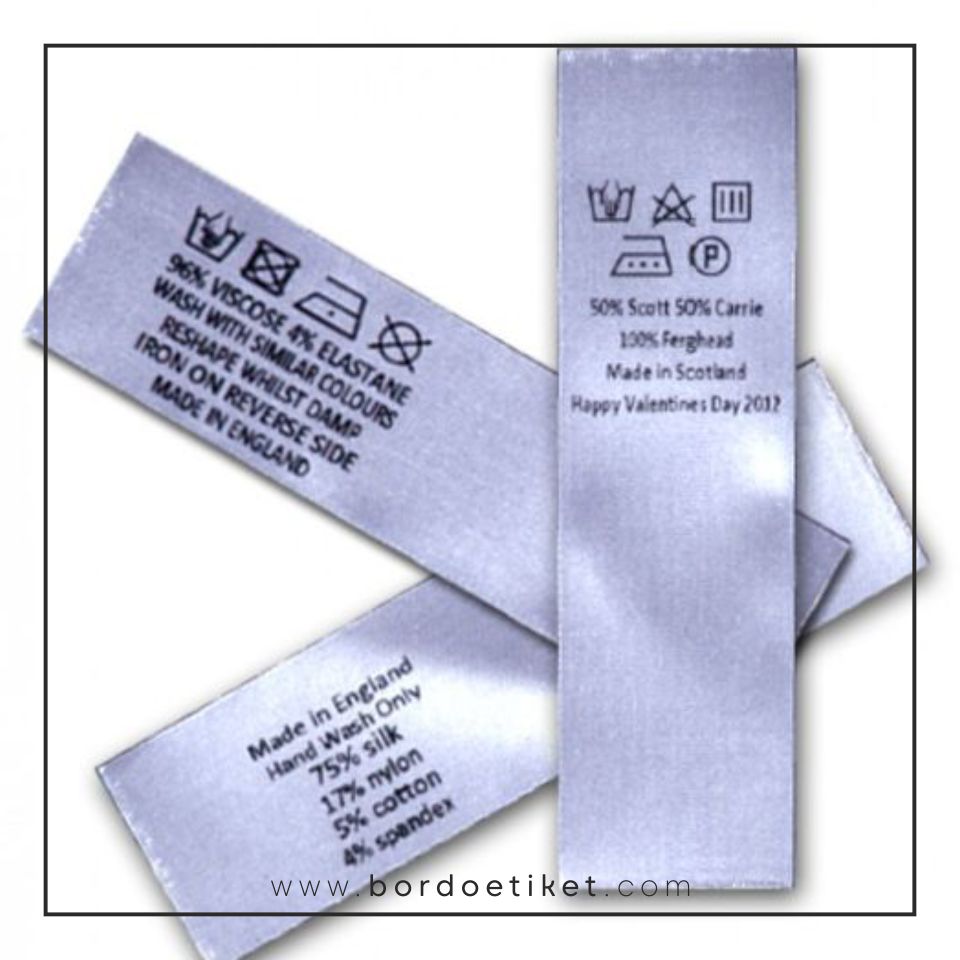 96% VISCOSE 4% ELASTANE
WASH WITH SIMILAR COLOURS
RESHAPE WHILST DAMP
IRON ON REVERSE SIDE
MADE IN ENGLAND
P
50% Scott 50% Carrie
100% Ferghead
Made in Scotland
Happy Valentines Day 2012
Made in England
Hand Wash Only
75% silk
17% nylon
5% cotton
4% spandex
www.bordoetiket.com